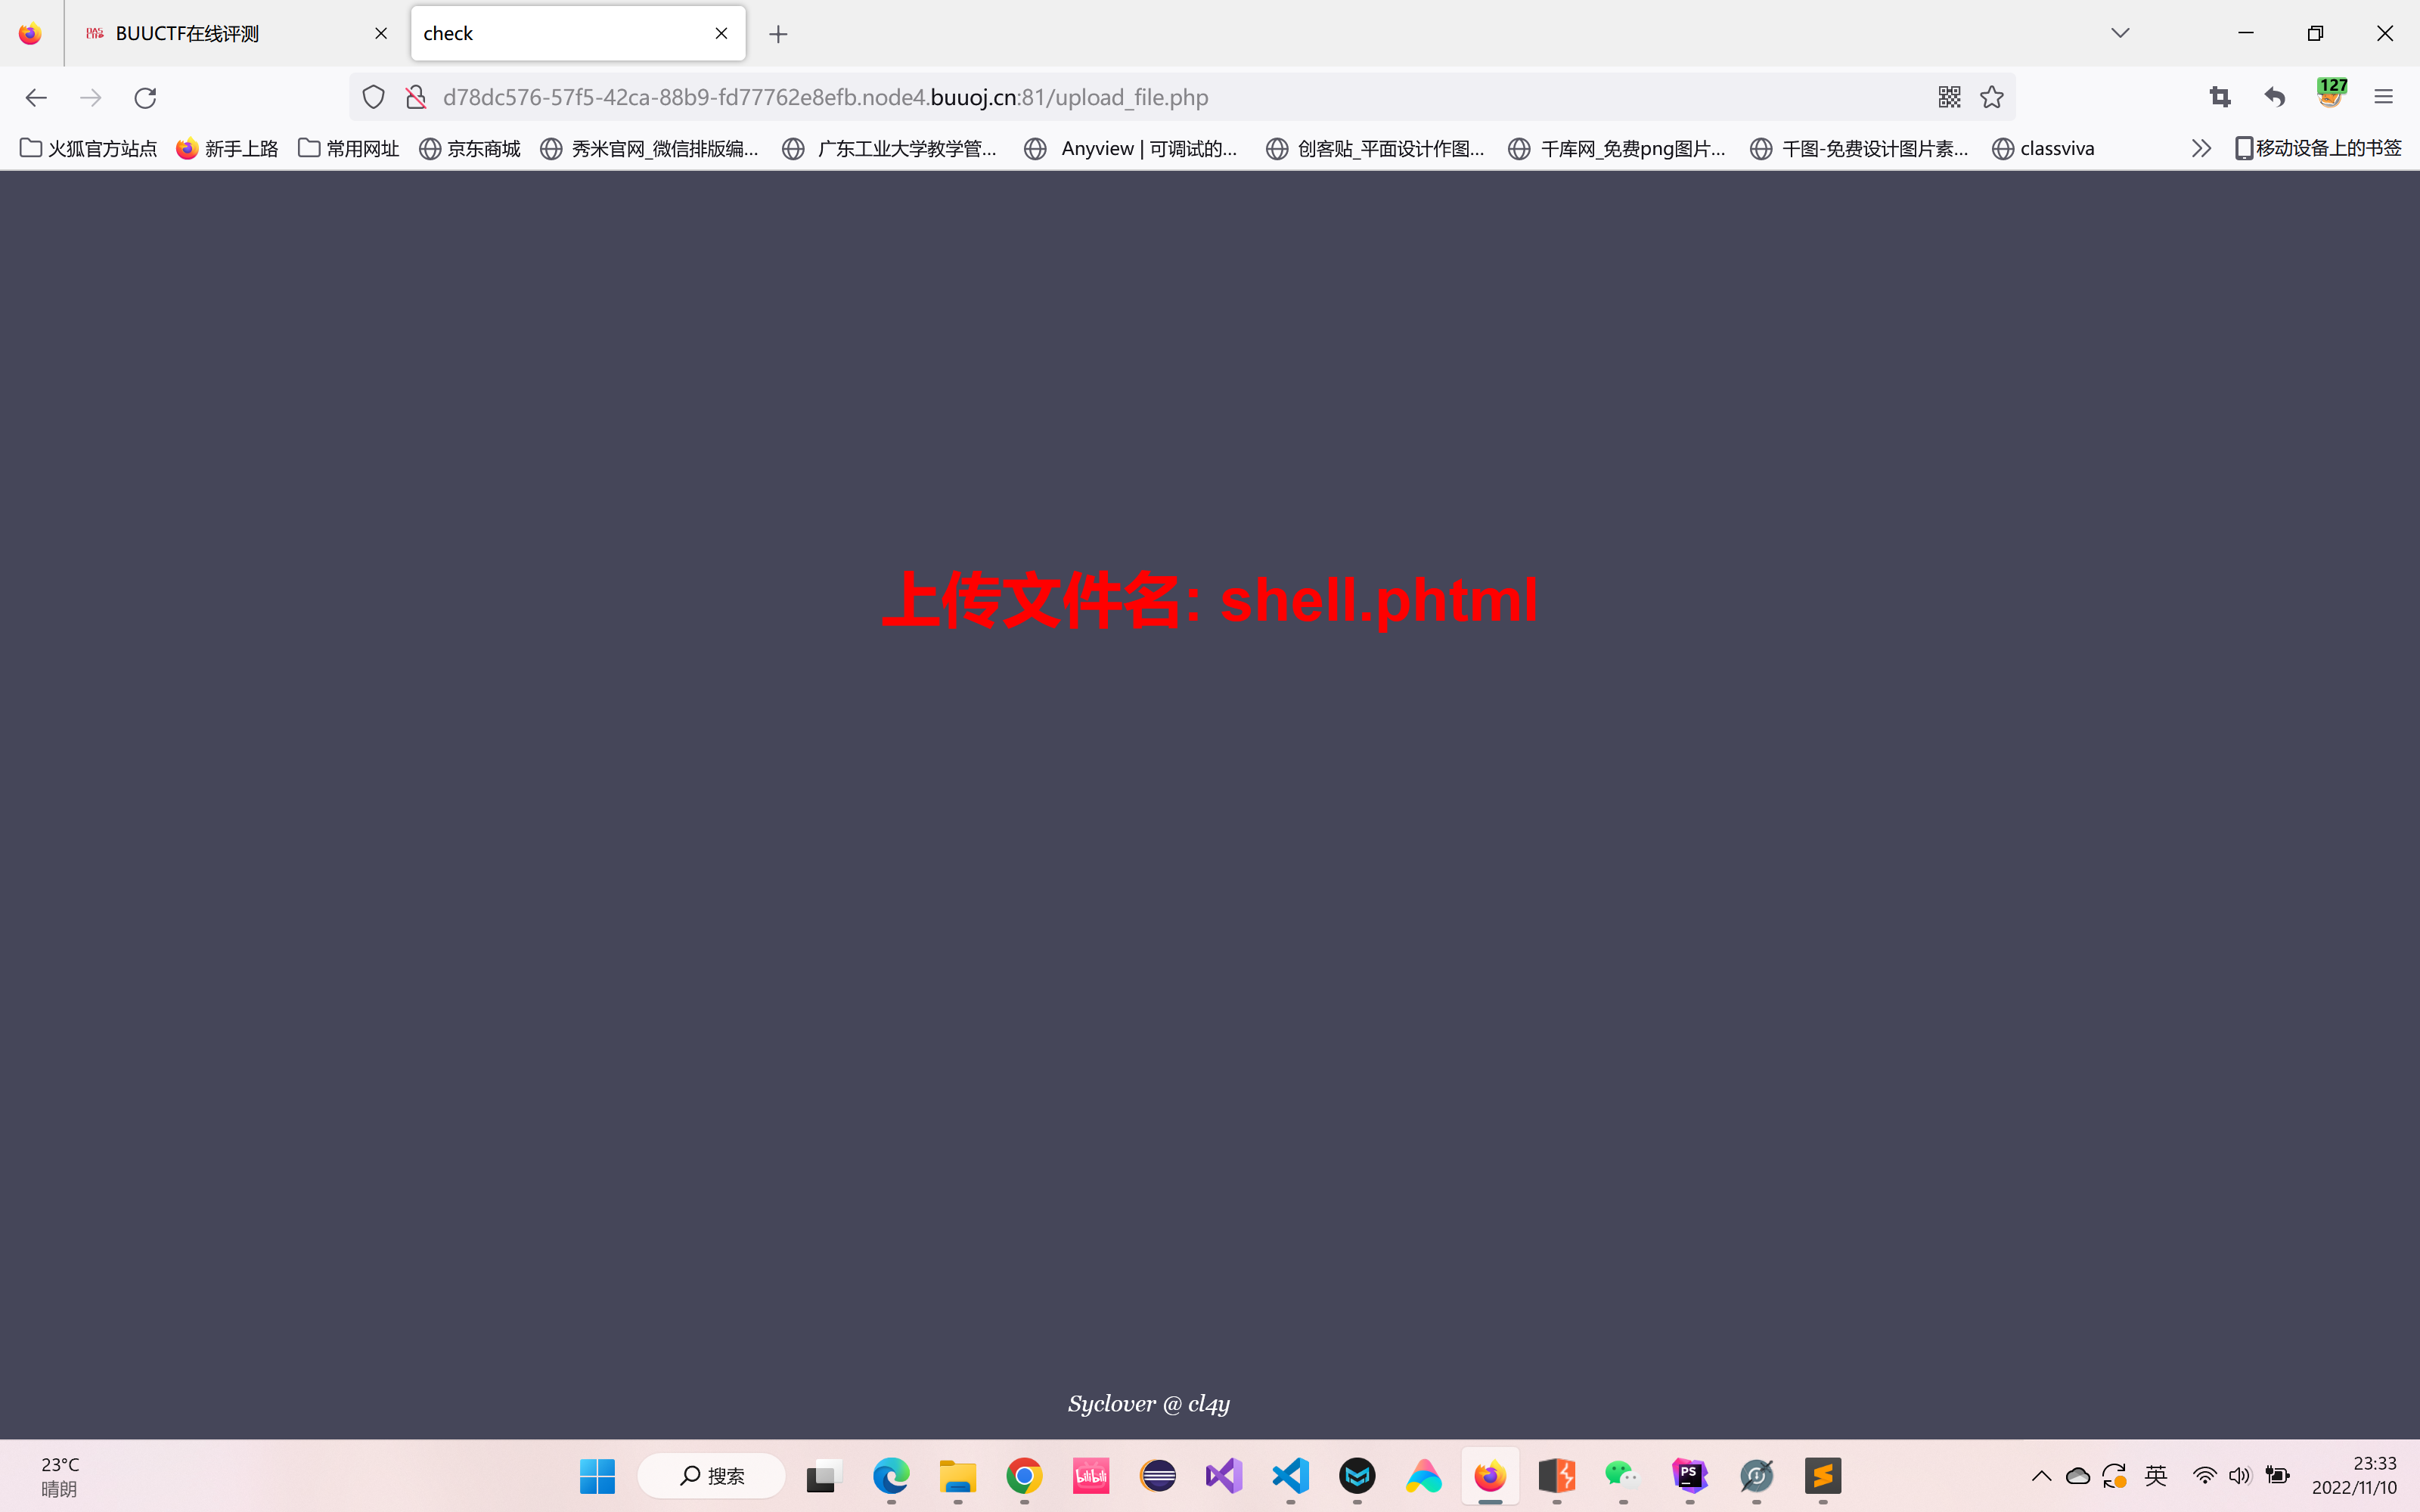 BUUCTF在线评测
check
d78dc576-57f5-42ca-88b9-fd77762e8efb.node4.buuoj.cn:81/upload_file.php
127
火狐官方站点 新手上路 常用网址 京东商城 秀米官网_微信排版编... 广东工业大学教学管... Anyview | 可调试的... 创客贴_平面设计作图... 千库网_免费png图片... 千图-免费设计图片素... classviva 移动设备上的书签
上传文件名: shell.phtml
Syclover @ cl4y
23°C
晴朗
搜索
bilibili
PS
英
23:33
2022/11/10